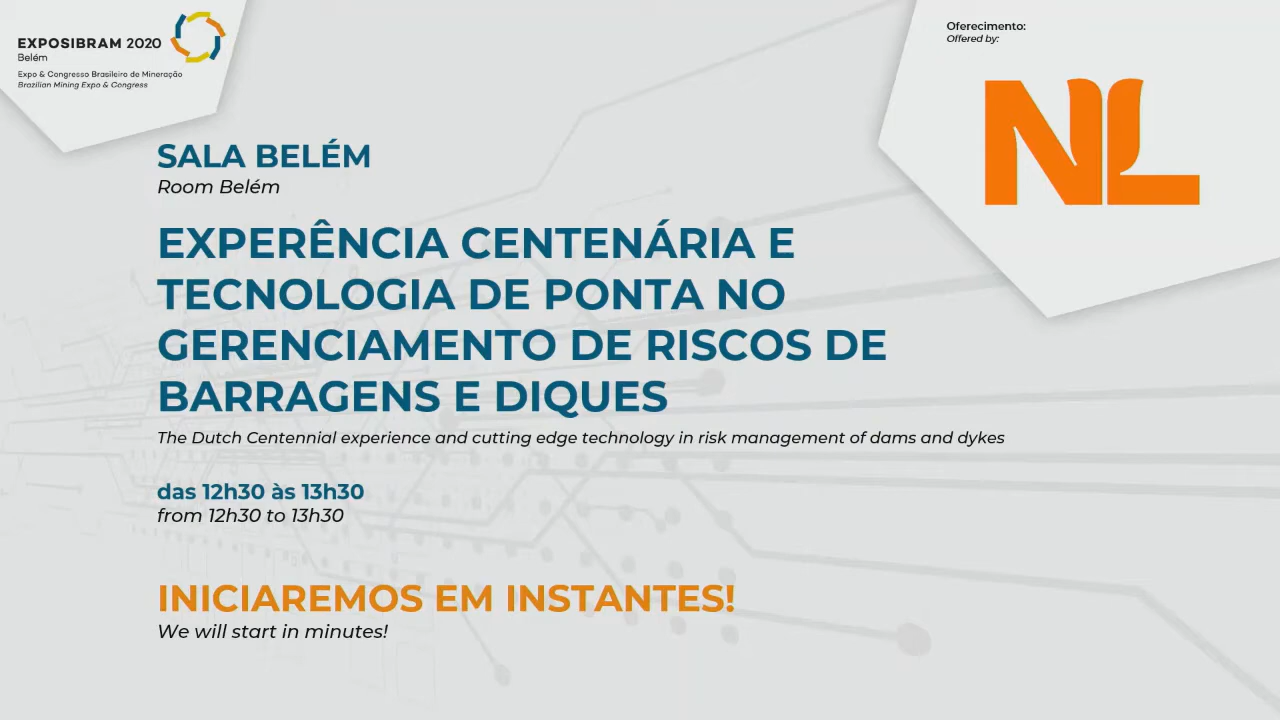 EXPOSIBRAM 2020
Belém
Expo & Congresso Brasileiro de Mineração
Brazilian Mining Expo & Congress
Oferecimento:
Offered by:
NL
SALA BELÉM
Room Belém
EXPERÊNCIA CENTENÁRIA E
TECNOLOGIA DE PONTA NO
GERENCIAMENTO DE RISCOS DE
BARRAGENS E DIQUES
The Dutch Centennial experience and cutting edge technology in risk management of dams and dykes
das 12h30 às 13h30
from 12h30 to 13h30
INICIAREMOS EM INSTANTES!
We will start in minutes!